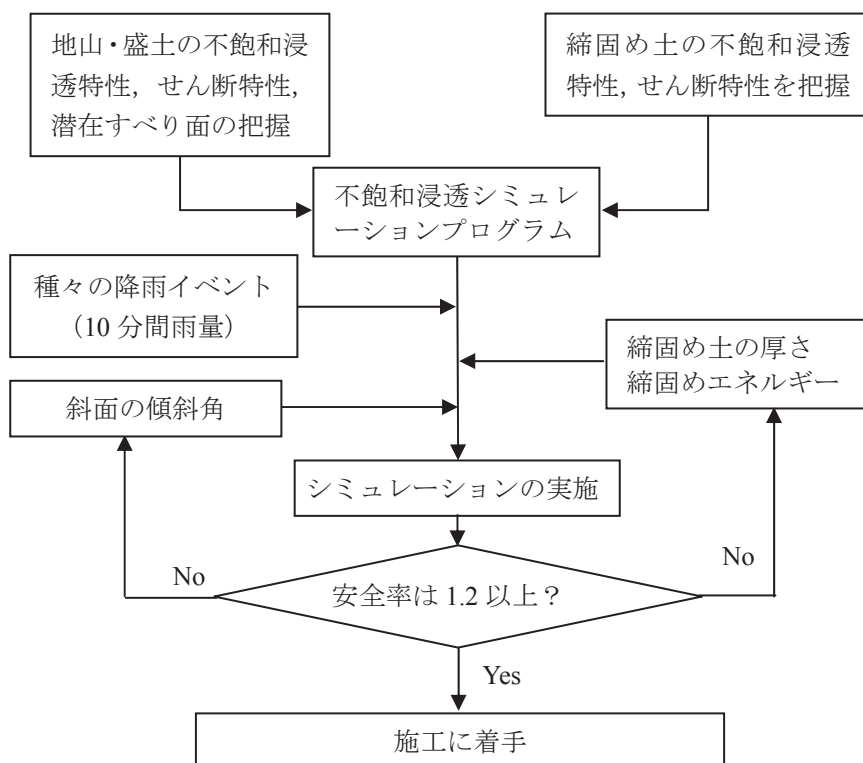 地山・盛土の不飽和浸
透特性，せん断特性，
潜在すべり面の把握
締固め土の不飽和浸透
特性，せん断特性を把握
不飽和浸透シミュレ
ーションプログラム
種々の降雨イベント
（10 分間雨量）
締固め土の厚さ
締固めエネルギー
斜面の傾斜角
シミュレーションの実施
No
No
安全率は 1.2 以上？
Yes
施工に着手